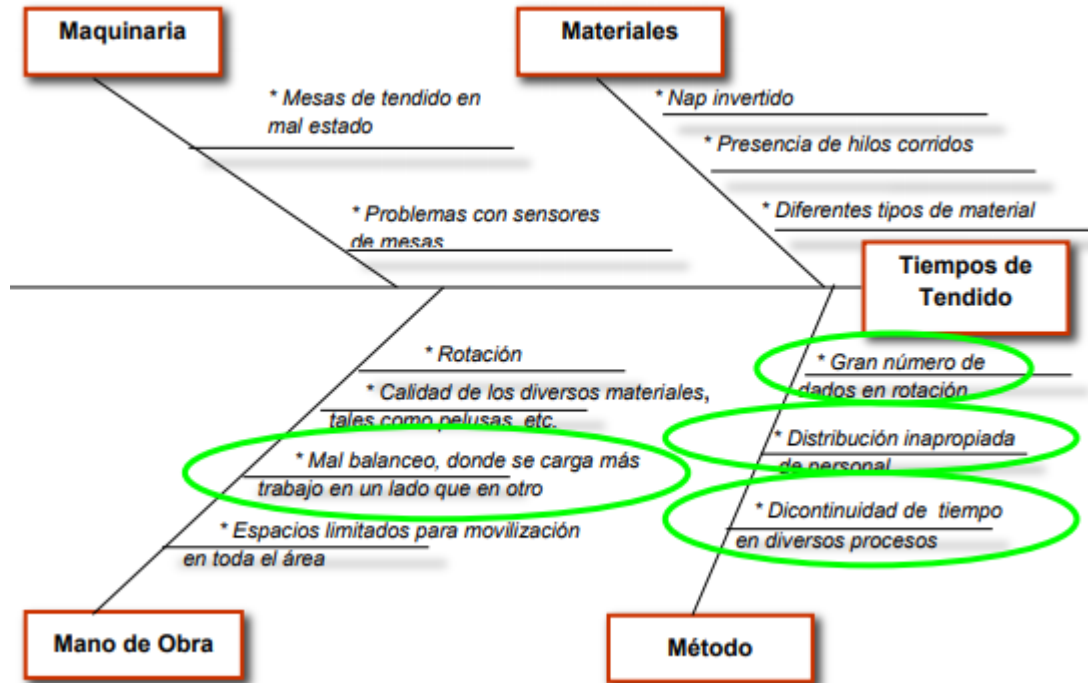 Maquinaria
Materiales
* Mesas de tendido en
mal estado
* Problemas con sensores
de mesas
* Nap invertido
* Presencia de hilos corridos
* Diferentes tipos de material
Tiempos de
Tendido
* Rotación
* Calidad de los diversos materiales,
tales como pelusas, etc.
* Mal balanceo, donde se carga más
trabajo en un lado que en otro
* Espacios limitados para movilización
en toda el área
* Gran número de
dados en rotación
* Distribución inapropiada
de personal
* Dicontinuidad de tiempo
en diversos procesos
Mano de Obra
Método